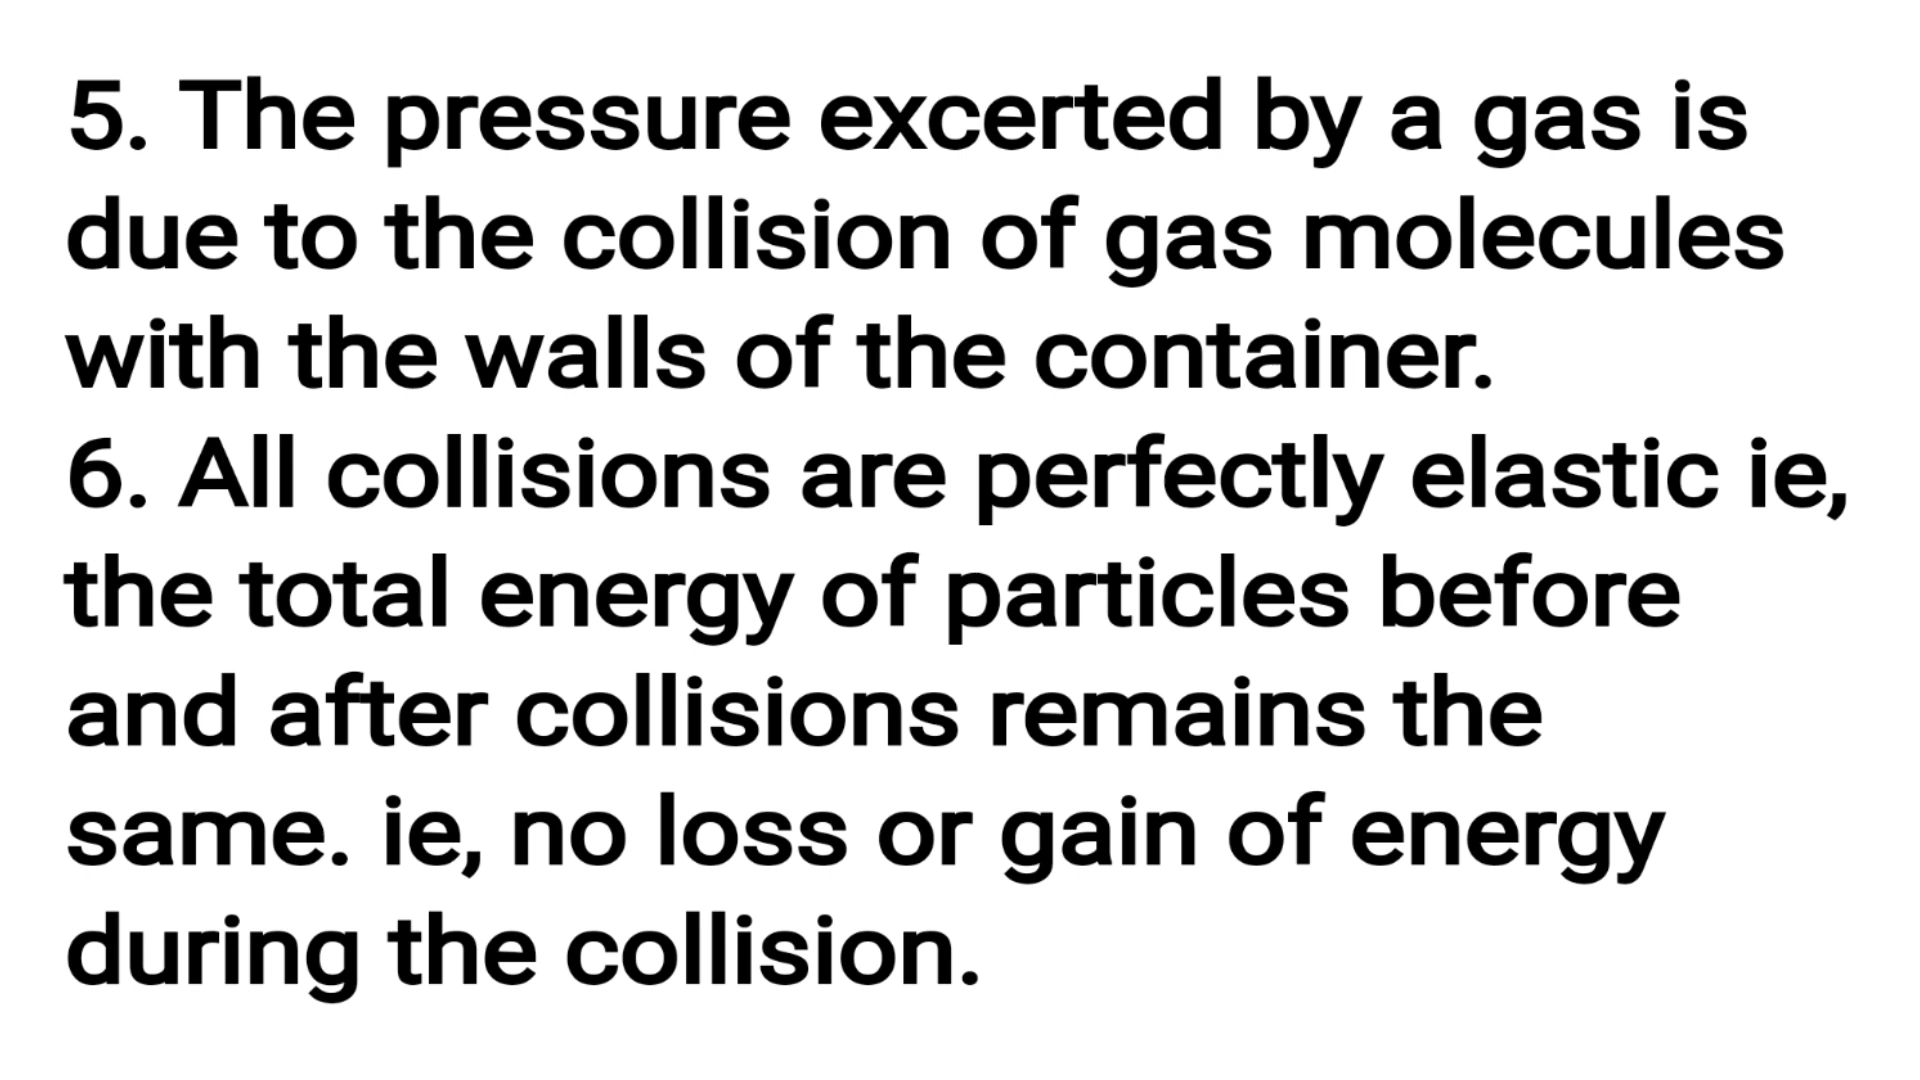 5. The pressure excerted by a gas is
due to the collision of gas molecules
with the walls of the container.
6. All collisions are perfectly elastic ie,
the total energy of particles before
and after collisions remains the
same. ie, no loss or gain of energy
during the collision.